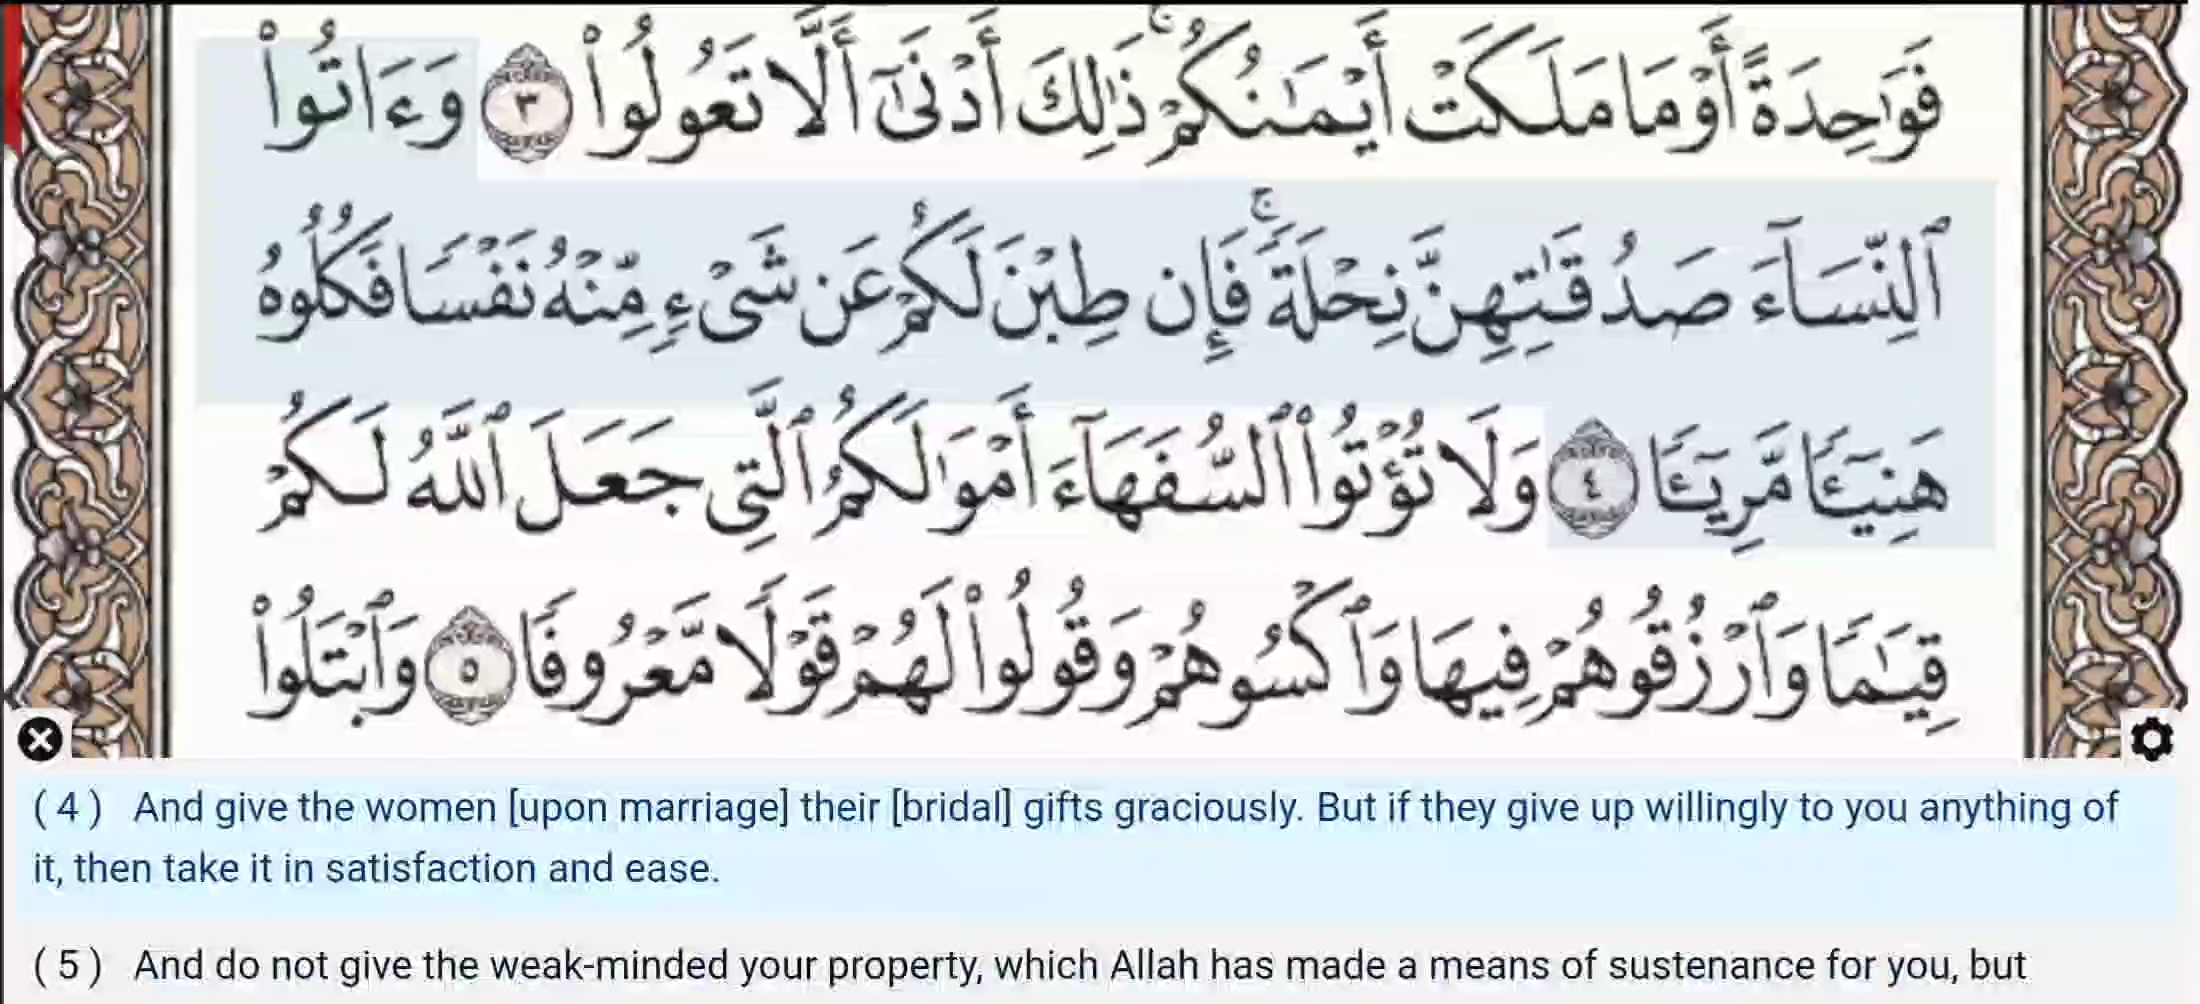 فَوَٰحِدَةً أَوْ مَا مَلَكَتْ أَيْمَٰنُكُمْ ۚ ذَٰلِكَ أَدْنَىٰٓ أَلَّا تَعُولُوا۟ ٣ وَءَاتُوا۟
ٱلنِّسَآءَ صَدُقَٰتِهِنَّ نِحْلَةً ۚ فَإِن طِبْنَ لَكُمْ عَن شَىْءٍ مِّنْهُ نَفْسًا فَكُلُوهُ
هَنِيٓـًٔا مَّرِيٓـًٔا ٤ وَلَا تُؤْتُوا۟ ٱلسُّفَهَآءَ أَمْوَٰلَكُمُ ٱلَّتِى جَعَلَ ٱللَّهُ لَكُمْ
قِيَٰمًا وَٱرْزُقُوهُمْ فِيهَا وَٱكْسُوهُمْ وَقُولُوا۟ لَهُمْ قَوْلًا مَّعْرُوفًا ٥ وَٱبْتَلُوا۟
(4) And give the women [upon marriage] their [bridal] gifts graciously. But if they give up willingly to you anything of
it, then take it in satisfaction and ease.
(5) And do not give the weak-minded your property, which Allah has made a means of sustenance for you, but